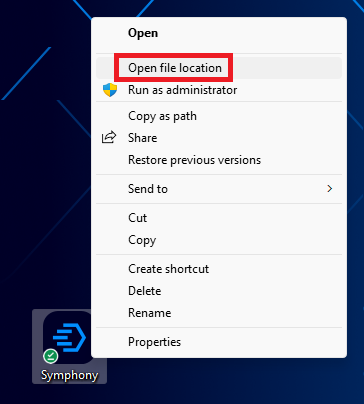 Open
Open file location
Run as administrator
Copy as path
Share
Restore previous versions
Send to
Cut
Copy
Create shortcut
Delete
Rename
Properties
Symphony